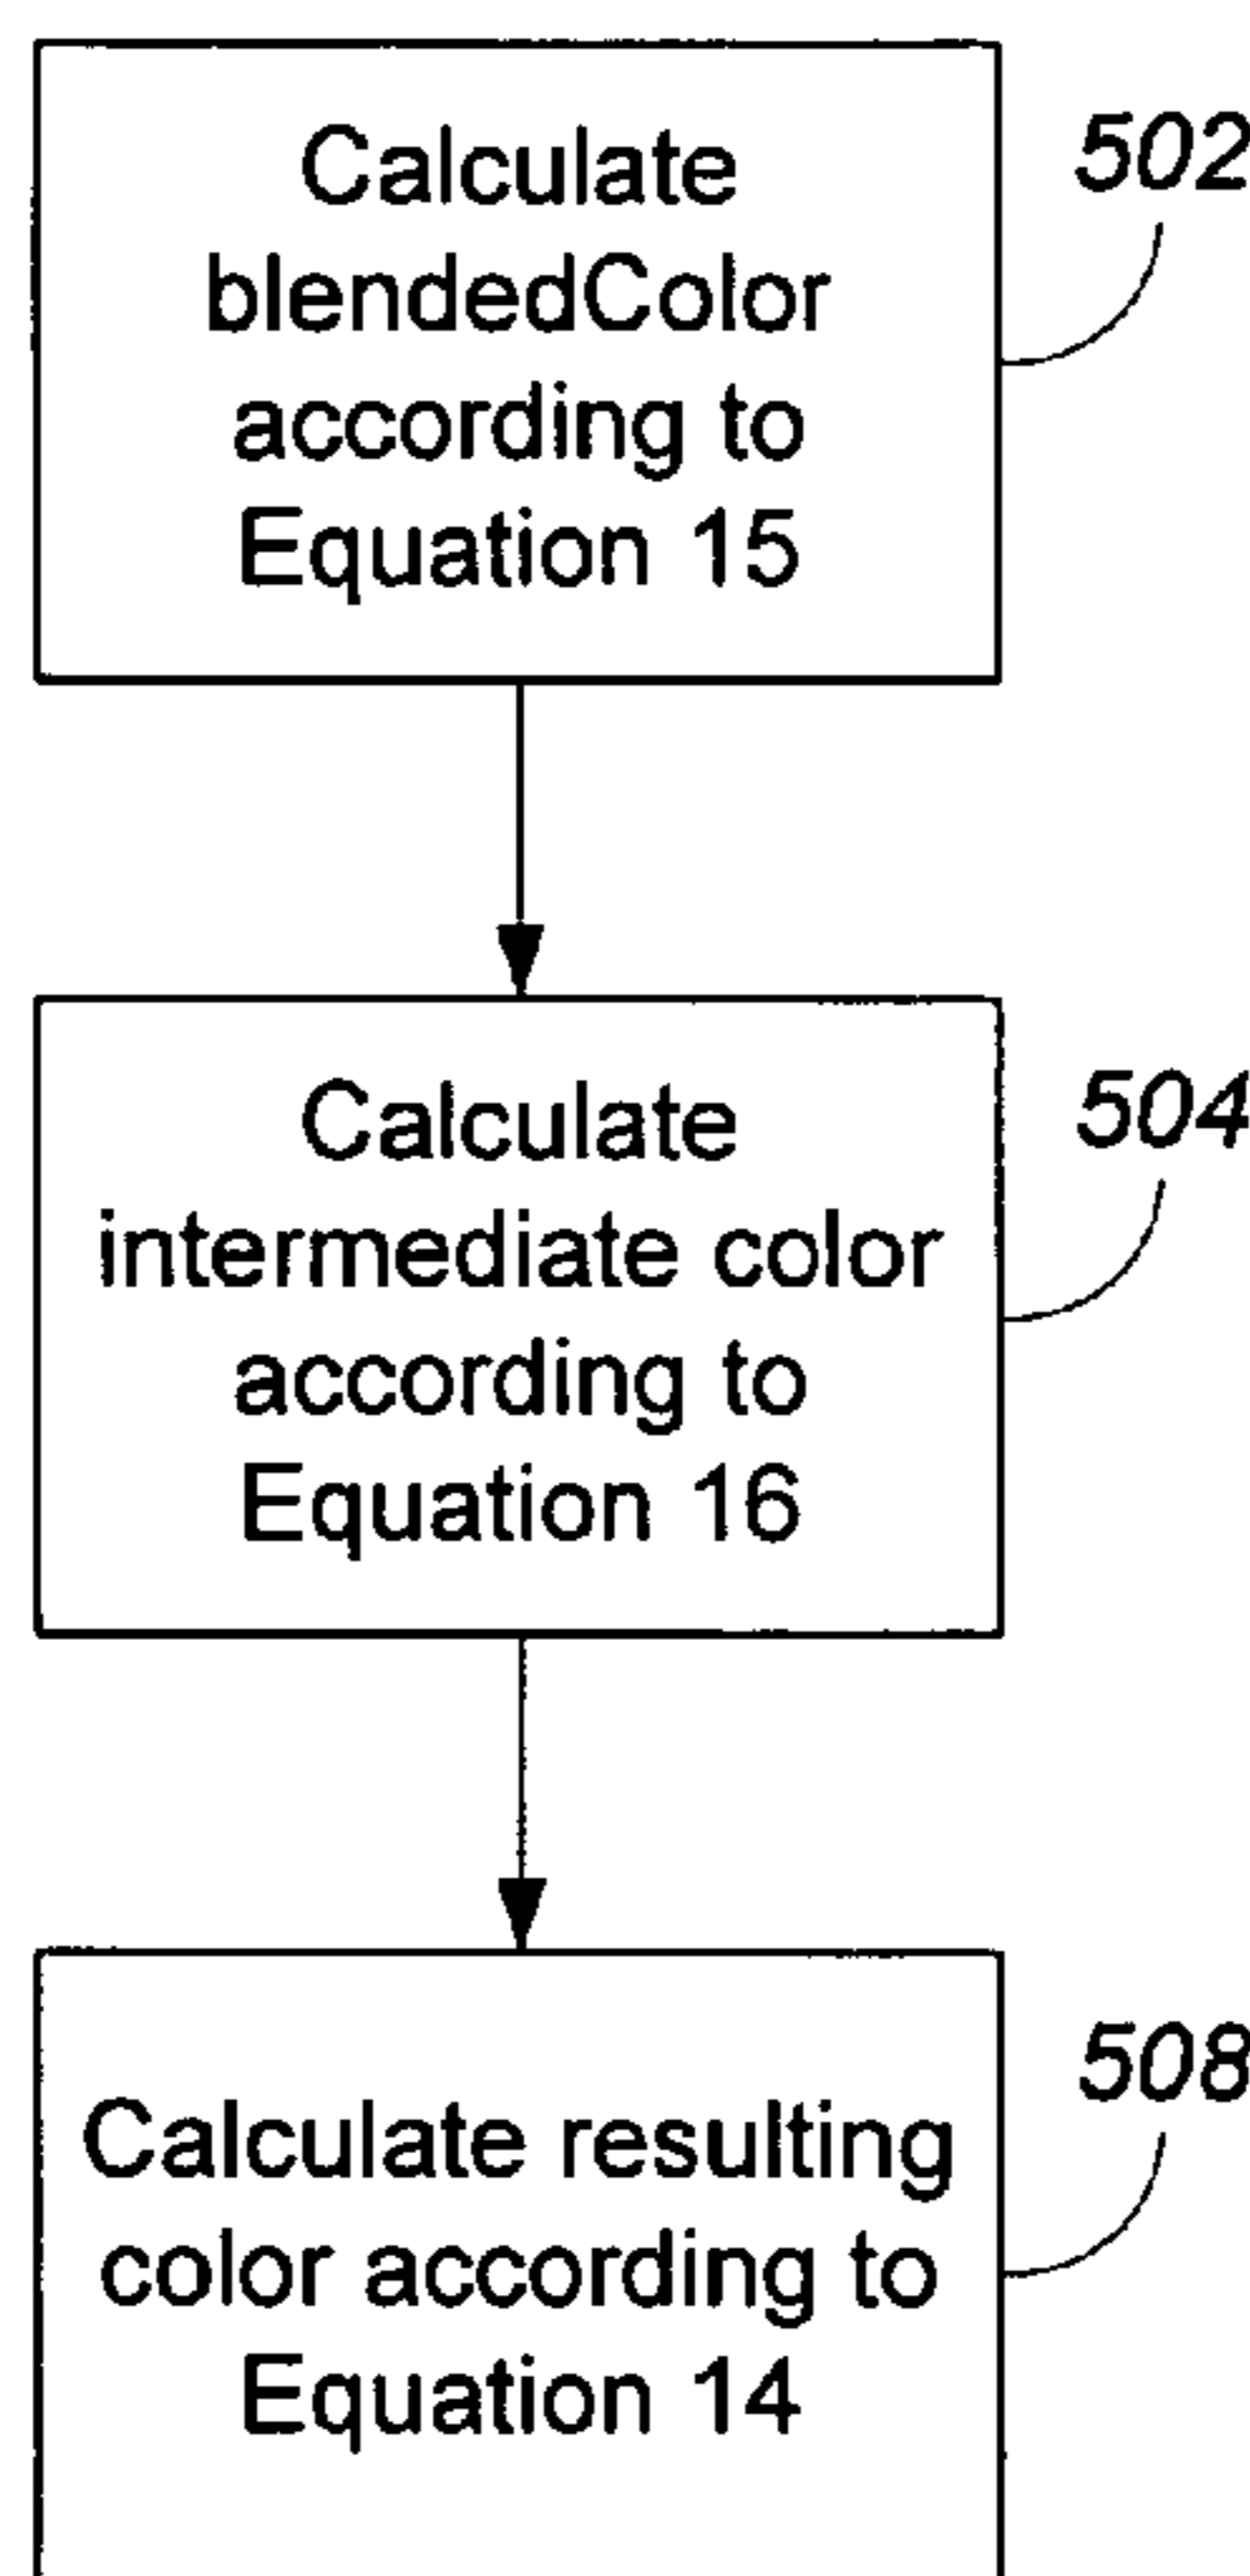 Calculate
blendedColor
according to
Equation 15
502
Calculate
intermediate color
according to
Equation 16
504
Calculate resulting
color according to
Equation 14
508